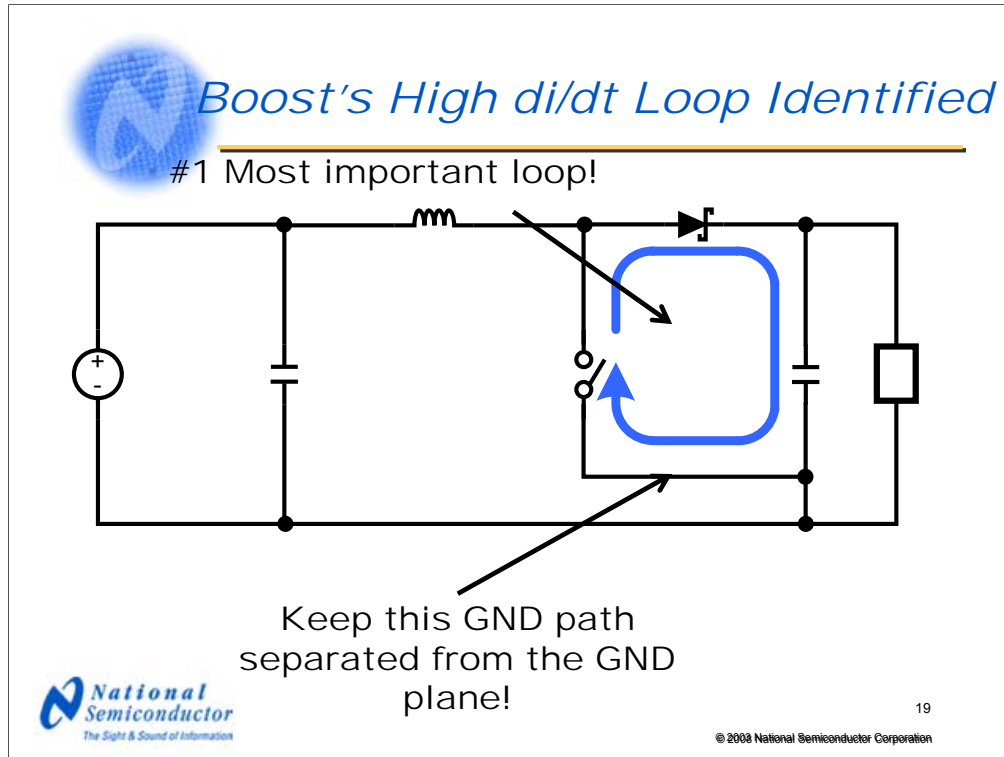 Boost's High di/dt Loop Identified
#1 Most important loop!
+
-
Keep this GND path
separated from the GND
plane!
National
Semiconductor
The Sight & Sound of Information
19
© 2003 National Semiconductor Corporation